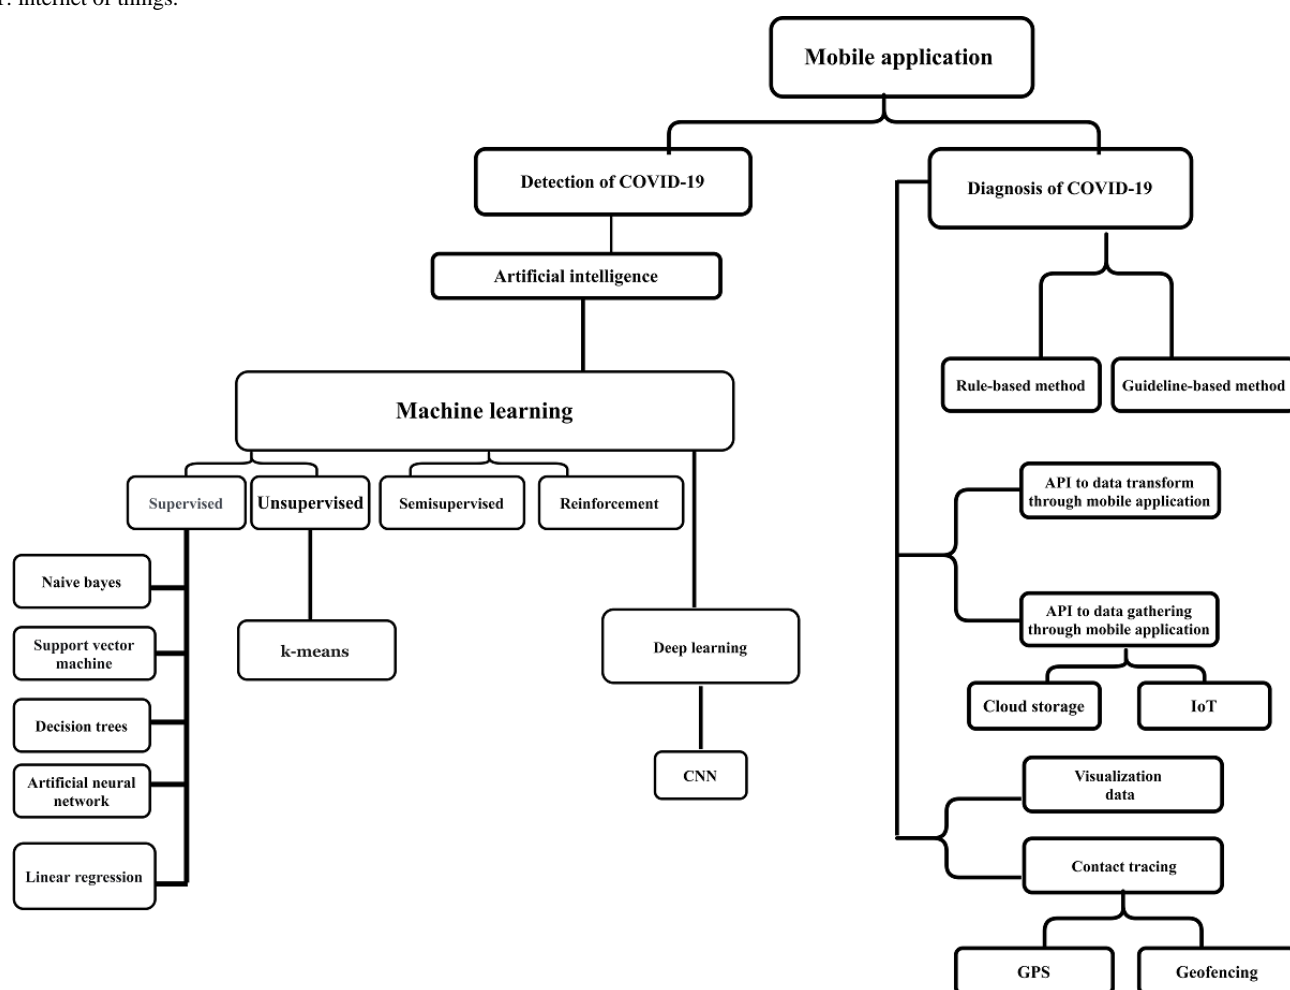 internet of things.
Mobile application
Detection of COVID-19
Diagnosis of COVID-19
Artificial intelligence
Rule-based method
Guideline-based method
Machine learning
Supervised
Unsupervised
Semisupervised
Reinforcement
API to data transform
through mobile application
Naive bayes
Support vector
machine
k-means
Deep learning
API to data gathering
through mobile application
Cloud storage
IoT
Decision trees
Artificial neural
network
CNN
Visualization
data
Linear regression
Contact tracing
GPS
Geofencing